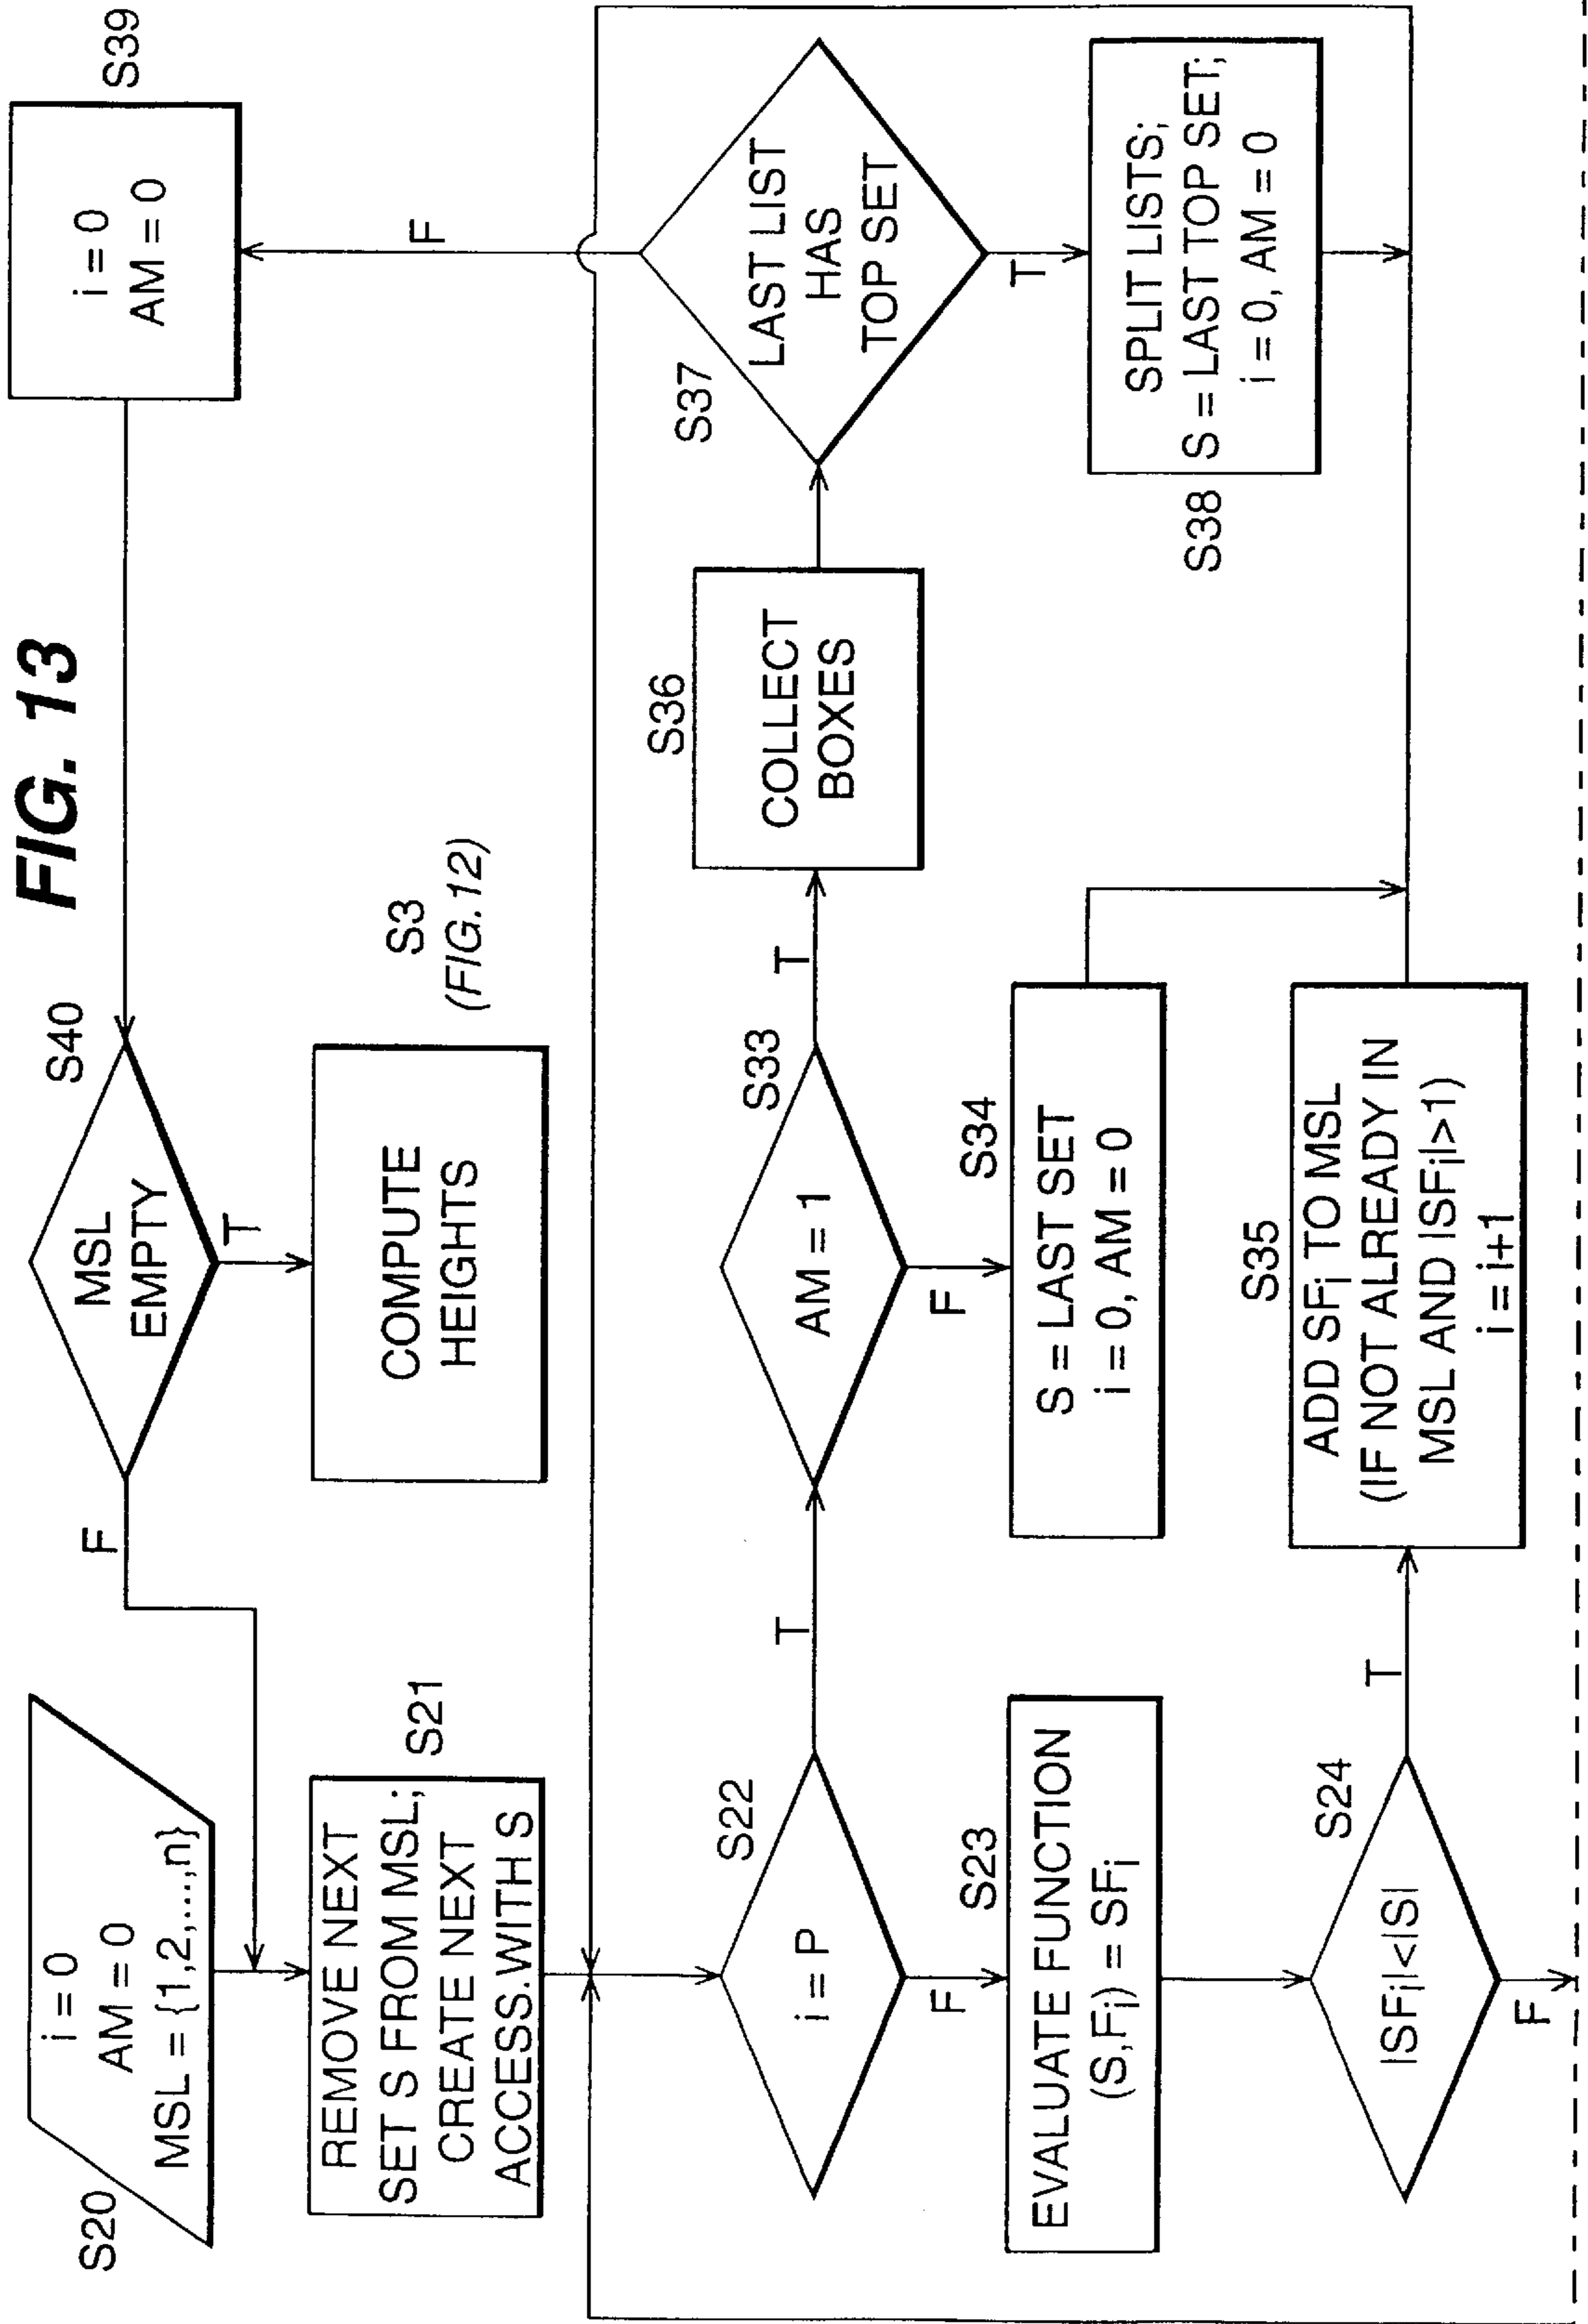 FIG. 13
S20
i = 0
AM = 0
MSL = {1,2,...,n}
F
MSL
EMPTY
S40
T
i = 0
AM = 0
S39
REMOVE NEXT
SET S FROM MSL;
CREATE NEXT
ACCESS.WITH S
S21
COMPUTE
HEIGHTS
S3
(FIG.12)
F
i = P
S22
T
AM = 1
S33
T
COLLECT
BOXES
S36
LAST LIST
HAS
TOP SET
S37
F
F
T
EVALUATE FUNCTION
(S,Fi) = SFi
S23
S = LAST SET
i = 0, AM = 0
S34
SPLIT LISTS;
S = LAST TOP SET;
i = 0, AM = 0
S38
|SFi|<|S|
S24
T
ADD SFi TO MSL
(IF NOT ALREADY IN
MSL AND |SFi|>1)
i = i+1
S35
F